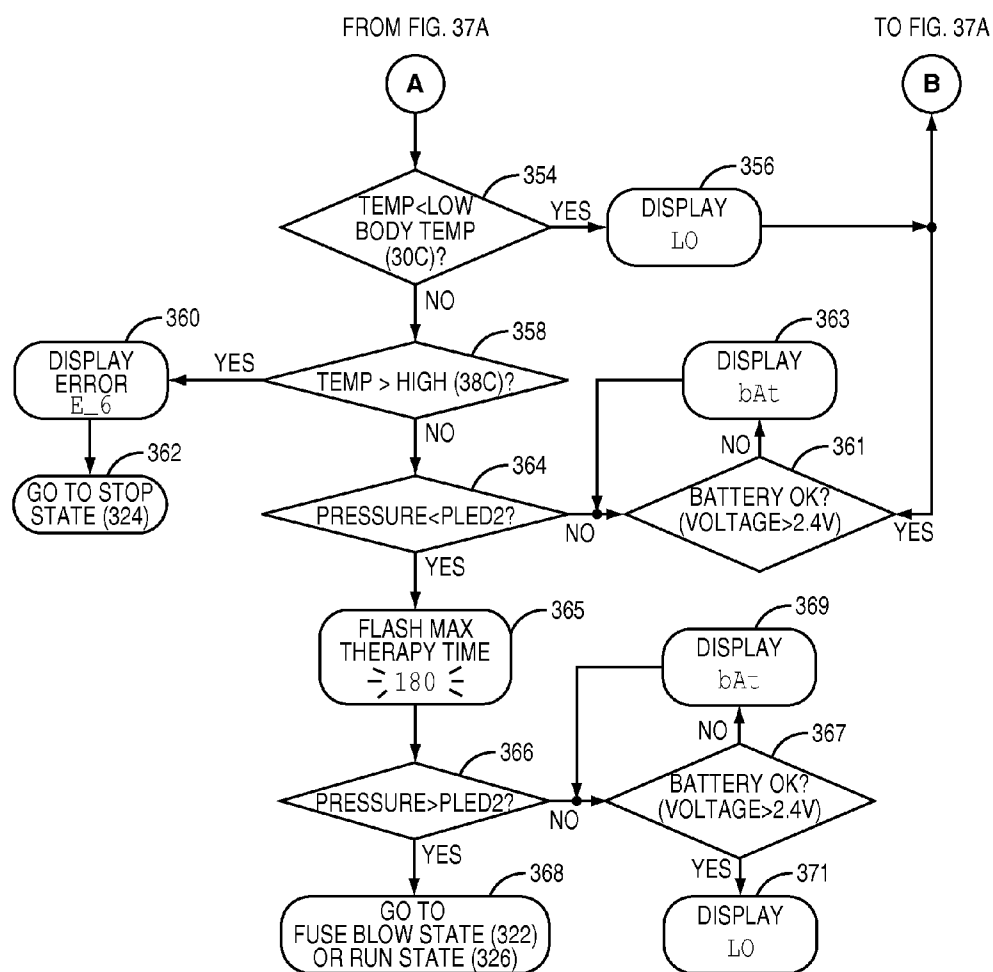 FROM FIG. 37A
TO FIG. 37A
A
B
354
TEMP<LOW
BODY TEMP
(30C)?
YES
356
DISPLAY
LO
NO
360
DISPLAY
ERROR
E_6
YES
358
TEMP > HIGH (38C)?
363
DISPLAY
bAt
NO
NO
362
GO TO STOP
STATE (324)
364
PRESSURE<PLED2?
NO
361
BATTERY OK?
(VOLTAGE>2.4V)
YES
YES
365
FLASH MAX
THERAPY TIME
180
369
DISPLAY
bAt
NO
366
PRESSURE>PLED2?
NO
367
BATTERY OK?
(VOLTAGE>2.4V)
YES
YES
368
GO TO
FUSE BLOW STATE (322)
OR RUN STATE (326)
371
DISPLAY
LO